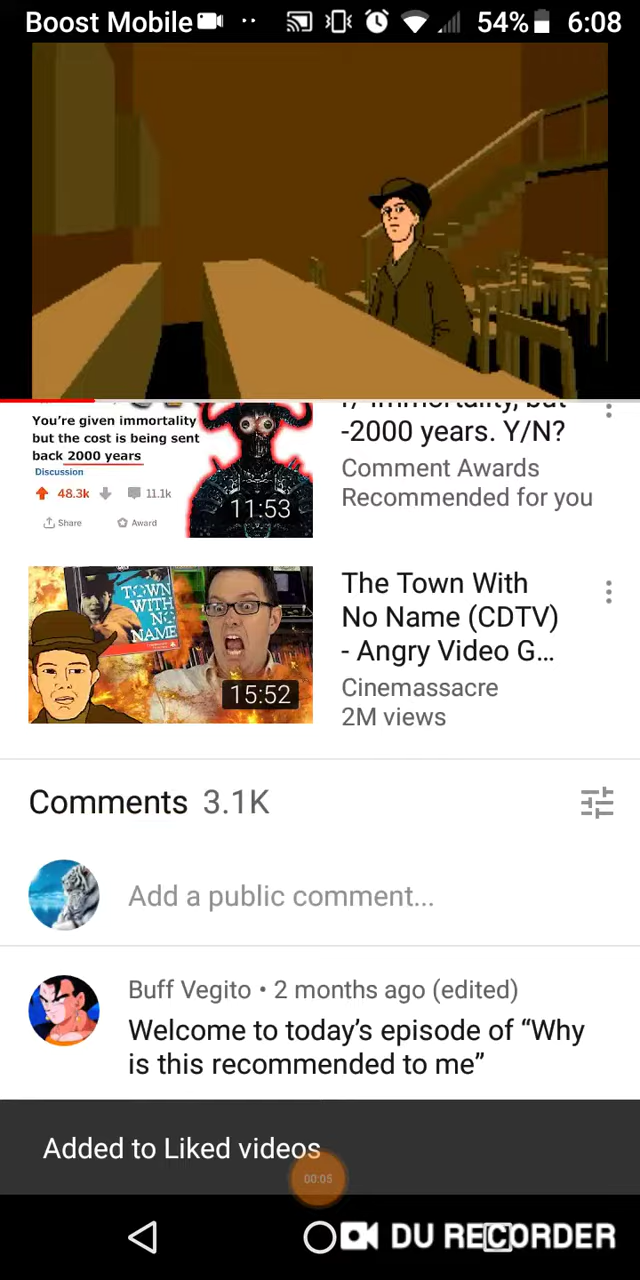 Boost Mobile
54% 6:08
You're given immortality
but the cost is being sent
back 2000 years
Discussion
48.3k 11.1k
Share Award
11:53
r/ Immortality, but
-2000 years. Y/N?
Comment Awards
Recommended for you
TOWN
WITH
NO
NAME
15:52
The Town With
No Name (CDTV)
- Angry Video G...
Cinemassacre
2M views
Comments 3.1K
Add a public comment...
Buff Vegito • 2 months ago (edited)
Welcome to today's episode of “Why
is this recommended to me”
Added to Liked videos
00:05
DU RECORDER